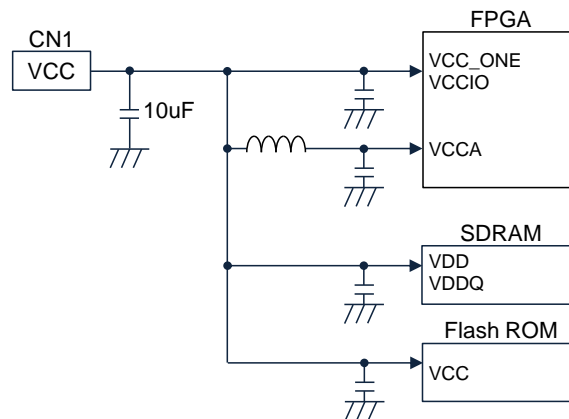 FPGA
CN1
VCC
VCC_ONE
VCCIO
10uF
VCCA
SDRAM
VDD
VDDQ
Flash ROM
VCC